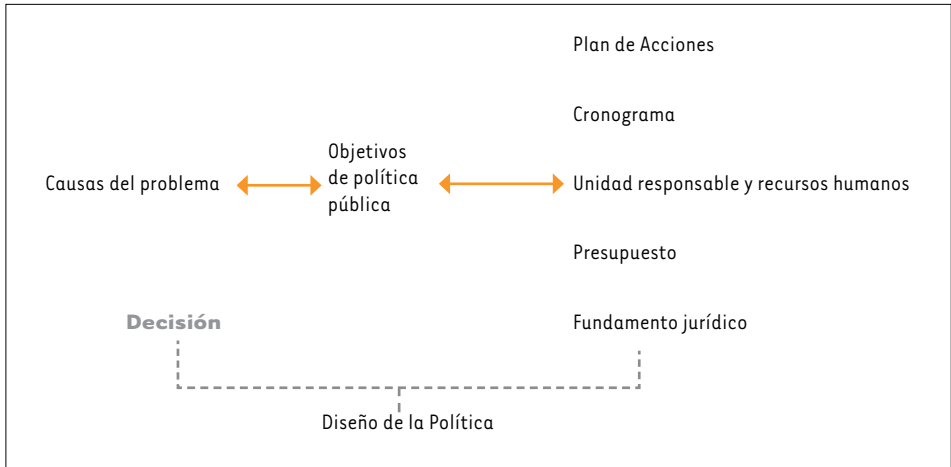 Plan de Acciones
Cronograma
Causas del problema
Objetivos
de política
pública
Unidad responsable y recursos humanos
Presupuesto
Decisión
Fundamento jurídico
Diseño de la Política